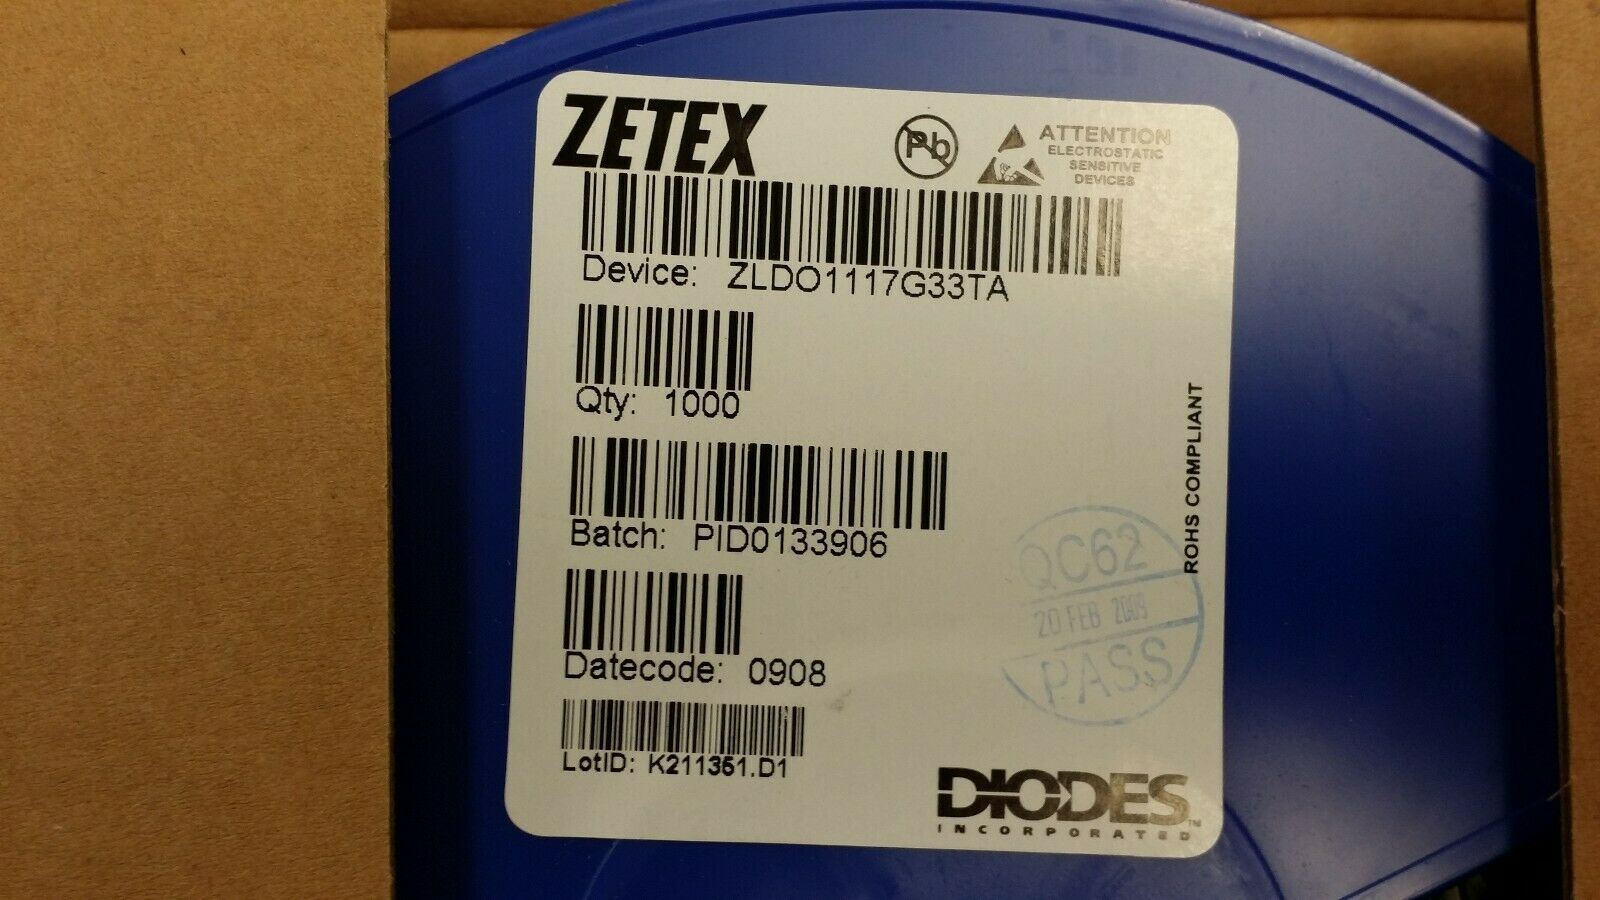 ZETEX
Pb
ATTENTION
ELECTROSTATIC
SENSITIVE
DEVICES
Device: ZLDO1117G33TA
Qty: 1000
Batch: PID0133906
Datecode: 0908
LotID: K211351.D1
ROHS COMPLIANT
QC62
20 FEB 2009
PASS
DIODES™
INCORPORATED